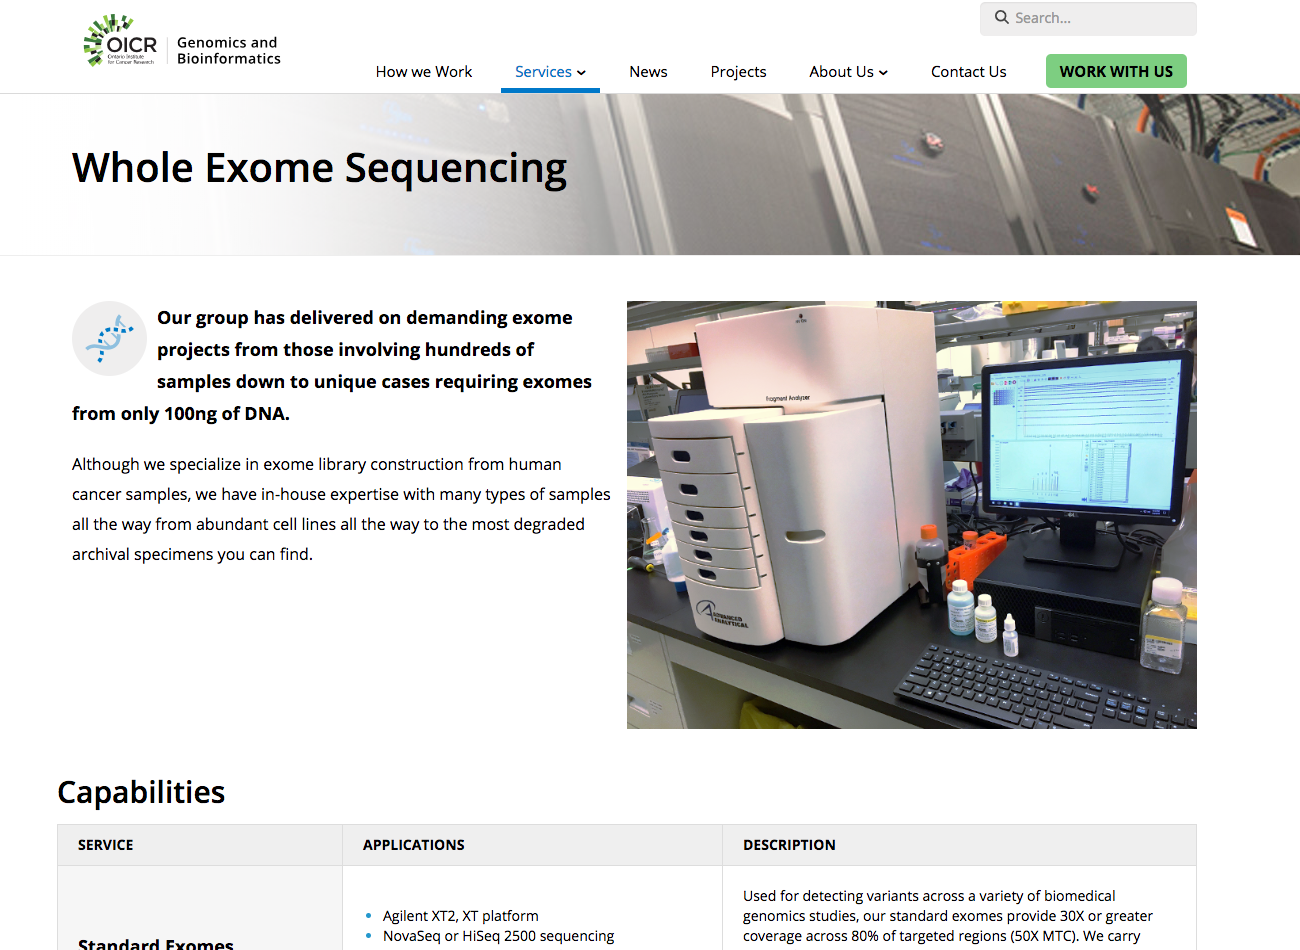 OICR
Ontario Institute
for Cancer Research
Genomics and
Bioinformatics
Search...
How we Work
Services
News
Projects
About Us
Contact Us
WORK WITH US
Whole Exome Sequencing
Our group has delivered on demanding exome
projects from those involving hundreds of
samples down to unique cases requiring exomes
from only 100ng of DNA.
Although we specialize in exome library construction from human
cancer samples, we have in-house expertise with many types of samples
all the way from abundant cell lines all the way to the most degraded
archival specimens you can find.
Fragment Analyzer
ADVANCED
ANALYTICAL
Capabilities
SERVICE
APPLICATIONS
DESCRIPTION
Standard Exomes
Agilent XT2, XT platform
NovaSeq or HiSeq 2500 sequencing
Used for detecting variants across a variety of biomedical
genomics studies, our standard exomes provide 30X or greater
coverage across 80% of targeted regions (50X MTC). We carry